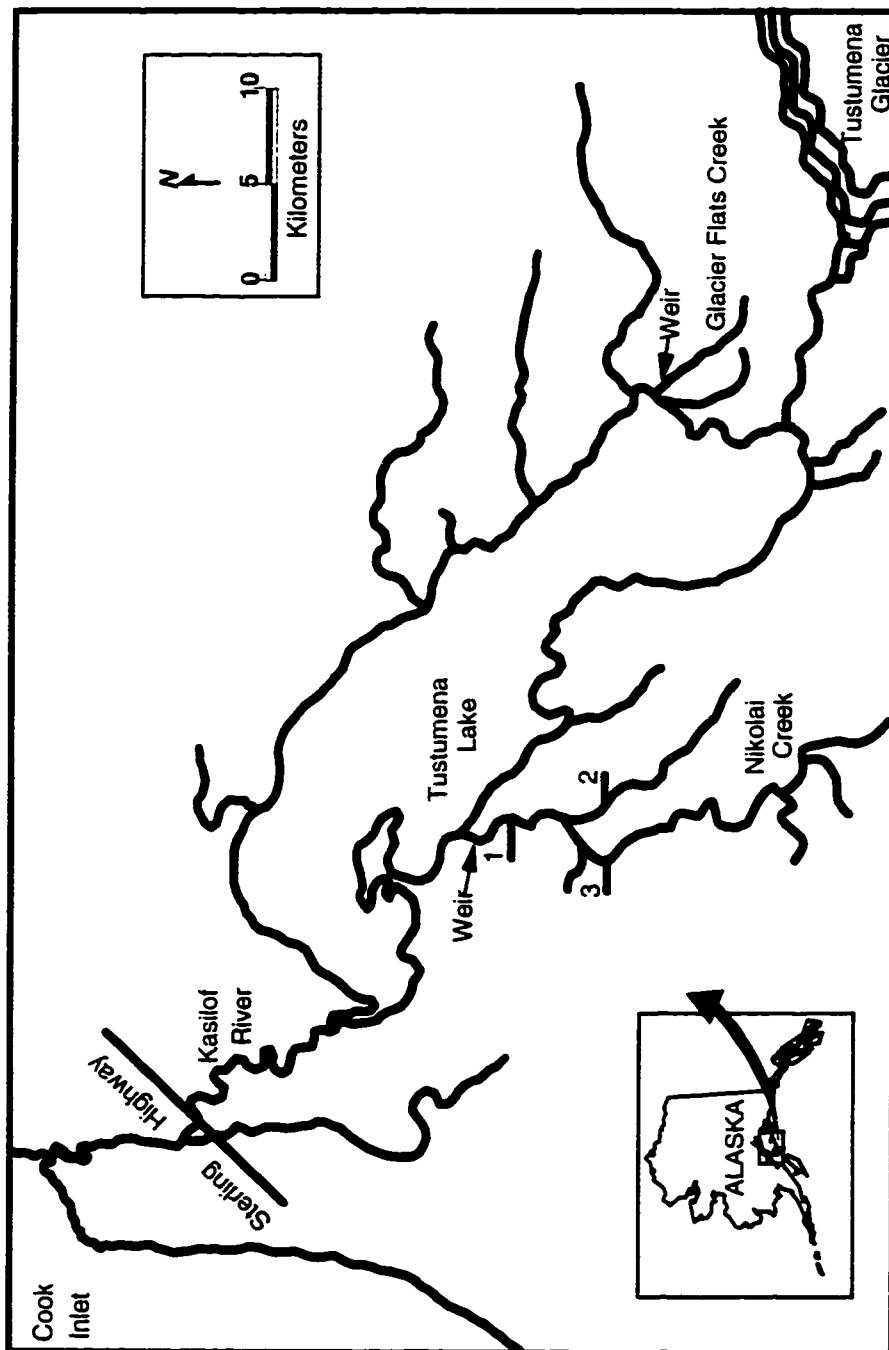 Cook
Inlet
Sterling
Highway
Kasilof
River
Tustumena
Lake
Weir
1
2
3
Nikolai
Creek
Weir
Glacier Flats Creek
Tustumena
Glacier
N
0
5
10
Kilometers
ALASKA